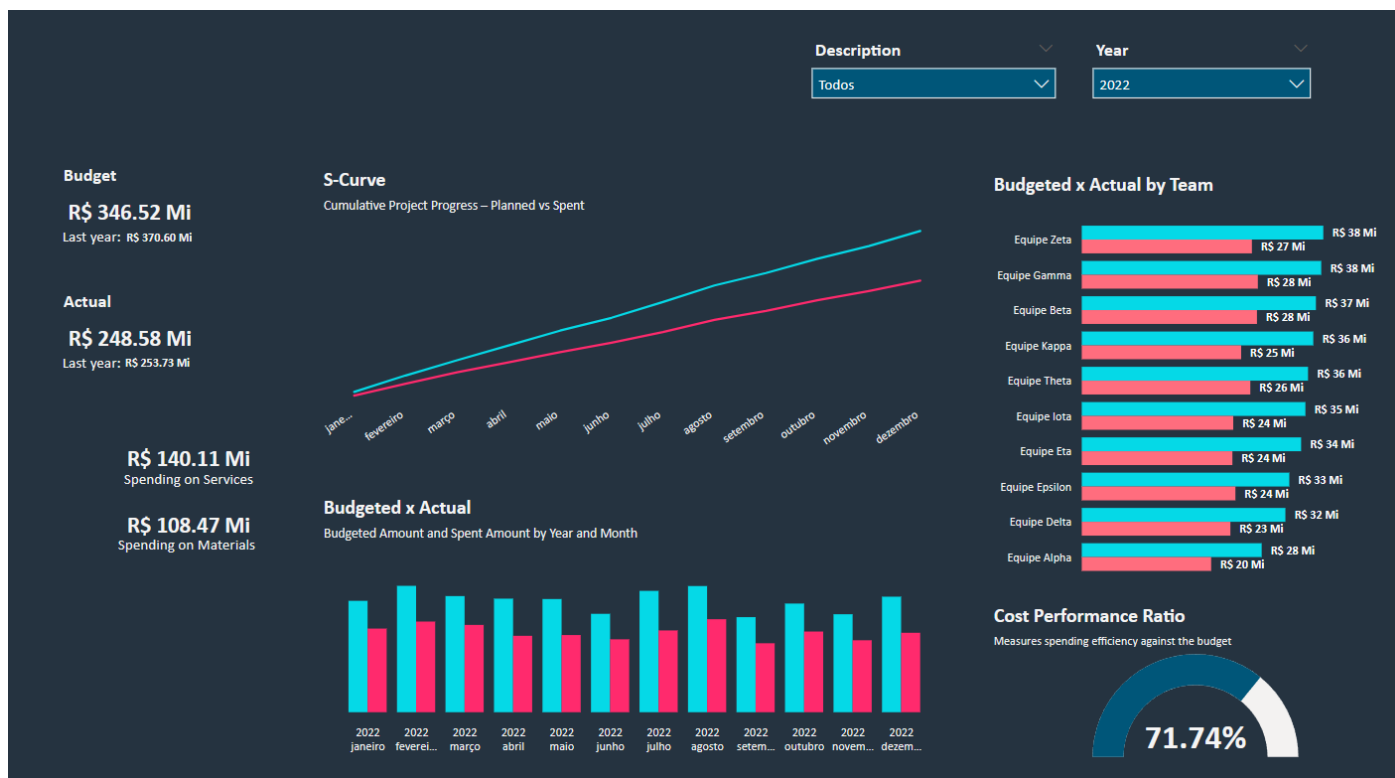 Description
Todos
Year
2022
Budget
R$ 346.52 Mi
Last year: R$ 370.60 Mi
Actual
R$ 248.58 Mi
Last year: R$ 253.73 Mi
R$ 140.11 Mi
Spending on Services
R$ 108.47 Mi
Spending on Materials
S-Curve
Cumulative Project Progress – Planned vs Spent
jane...
fevereiro
março
abril
maio
junho
julho
agosto
setembro
outubro
novembro
dezembro
Budgeted x Actual
Budgeted Amount and Spent Amount by Year and Month
2022 janeiro
2022 feverei...
2022 março
2022 abril
2022 maio
2022 junho
2022 julho
2022 agosto
2022 setem...
2022 outubro
2022 novem...
2022 dezem...
Budgeted x Actual by Team
Equipe Zeta R$ 38 Mi
R$ 27 Mi
Equipe Gamma R$ 38 Mi
R$ 28 Mi
Equipe Beta R$ 37 Mi
R$ 28 Mi
Equipe Kappa R$ 36 Mi
R$ 25 Mi
Equipe Theta R$ 36 Mi
R$ 26 Mi
Equipe Iota R$ 35 Mi
R$ 24 Mi
Equipe Eta R$ 34 Mi
R$ 24 Mi
Equipe Epsilon R$ 33 Mi
R$ 24 Mi
Equipe Delta R$ 32 Mi
R$ 23 Mi
Equipe Alpha R$ 28 Mi
R$ 20 Mi
Cost Performance Ratio
Measures spending efficiency against the budget
71.74%